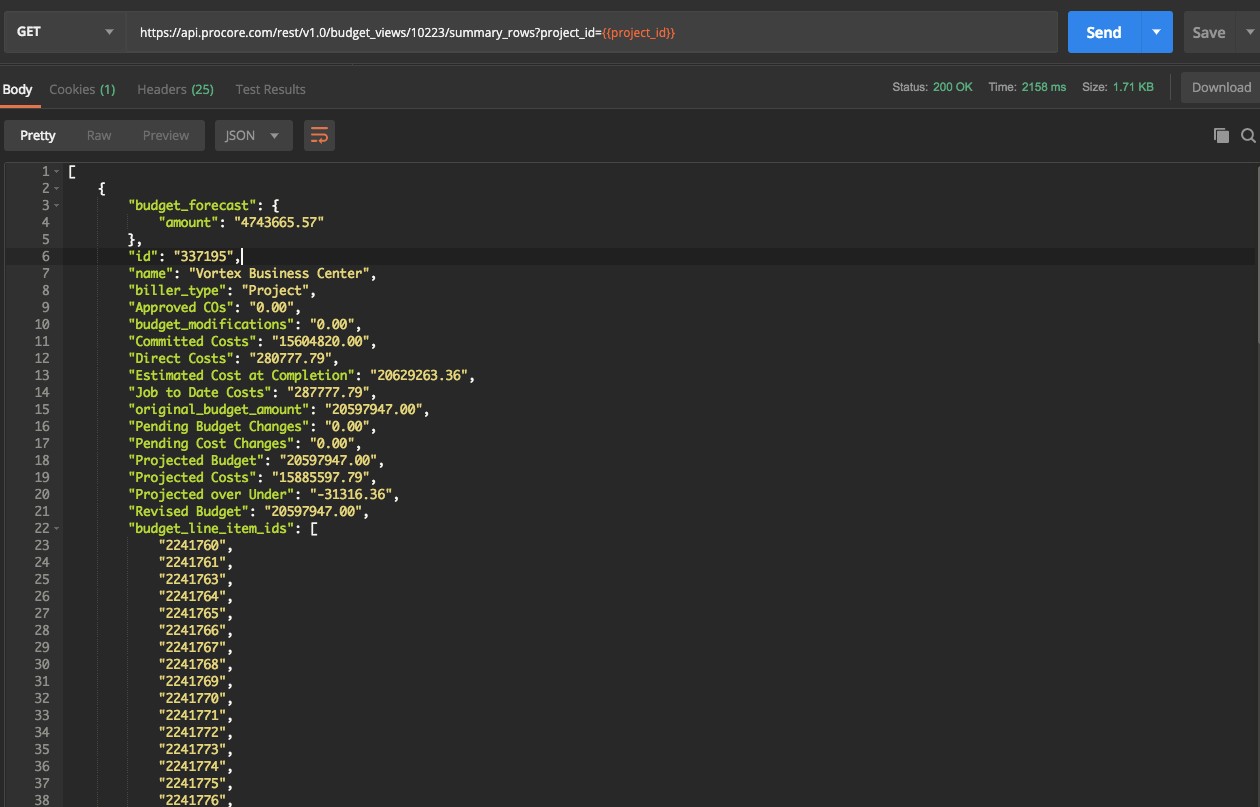 GET https://api.procore.com/rest/v1.0/budget_views/10223/summary_rows?project_id={{project_id}} Send Save
Body Cookies (1) Headers (25) Test Results Status: 200 OK Time: 2158 ms Size: 1.71 KB Download
Pretty Raw Preview JSON
1 [
2 {
3 "budget_forecast": {
4 "amount": "4743665.57"
5 },
6 "id": "337195",
7 "name": "Vortex Business Center",
8 "biller_type": "Project",
9 "Approved COs": "0.00",
10 "budget_modifications": "0.00",
11 "Committed Costs": "15604820.00",
12 "Direct Costs": "280777.79",
13 "Estimated Cost at Completion": "20629263.36",
14 "Job to Date Costs": "287777.79",
15 "original_budget_amount": "20597947.00",
16 "Pending Budget Changes": "0.00",
17 "Pending Cost Changes": "0.00",
18 "Projected Budget": "20597947.00",
19 "Projected Costs": "15885597.79",
20 "Projected over Under": "-31316.36",
21 "Revised Budget": "20597947.00",
22 "budget_line_item_ids": [
23 "2241760",
24 "2241761",
25 "2241763",
26 "2241764",
27 "2241765",
28 "2241766",
29 "2241767",
30 "2241768",
31 "2241769",
32 "2241770",
33 "2241771",
34 "2241772",
35 "2241773",
36 "2241774",
37 "2241775",
38 "2241776",